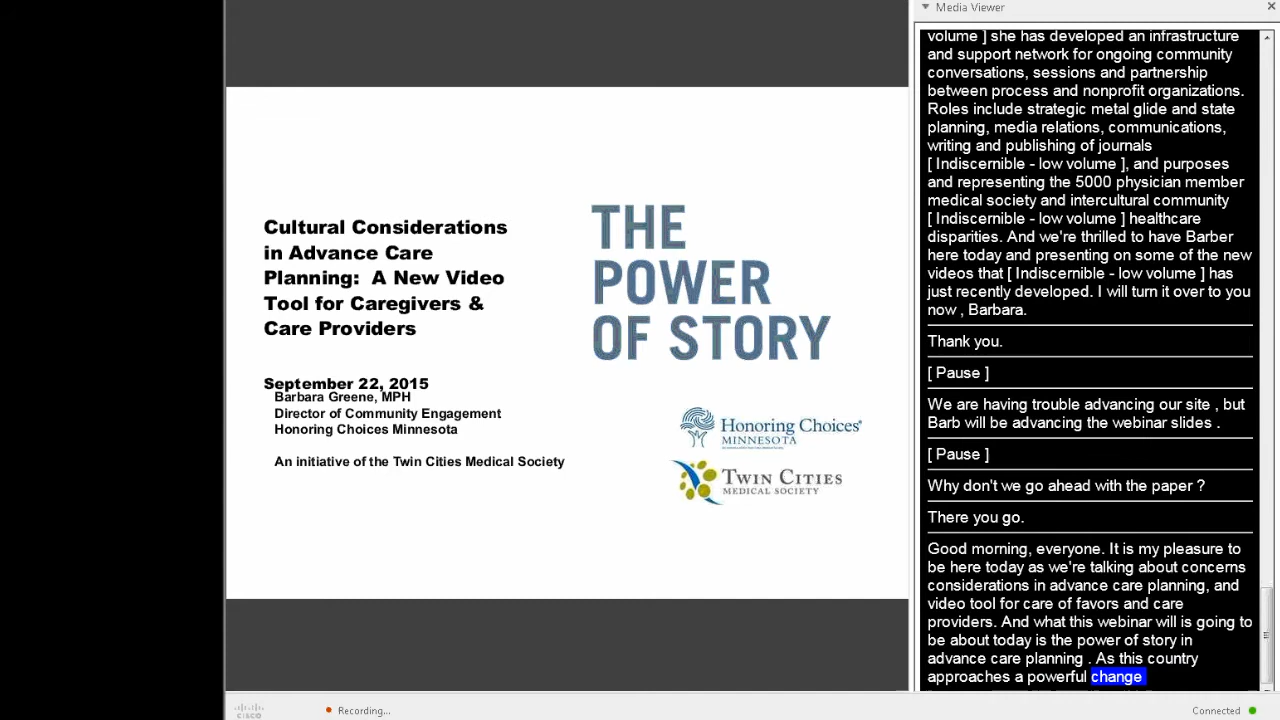 Cultural Considerations
in Advance Care
Planning: A New Video
Tool for Caregivers &
Care Providers
September 22, 2015
Barbara Greene, MPH
Director of Community Engagement
Honoring Choices Minnesota
An initiative of the Twin Cities Medical Society
THE
POWER
OF STORY
Honoring Choices®
MINNESOTA
TWIN CITIES
MEDICAL SOCIETY
Media Viewer
volume ] she has developed an infrastructure
and support network for ongoing community
conversations, sessions and partnership
between process and nonprofit organizations.
Roles include strategic metal glide and state
planning, media relations, communications,
writing and publishing of journals
[ Indiscernible - low volume ], and purposes
and representing the 5000 physician member
medical society and intercultural community
[ Indiscernible - low volume ] healthcare
disparities. And we're thrilled to have Barber
here today and presenting on some of the new
videos that [ Indiscernible - low volume ] has
just recently developed. I will turn it over to you
now , Barbara.
Thank you.
[ Pause ]
We are having trouble advancing our site , but
Barb will be advancing the webinar slides .
[ Pause ]
Why don't we go ahead with the paper ?
There you go.
Good morning, everyone. It is my pleasure to
be here today as we're talking about concerns
considerations in advance care planning, and
video tool for care of favors and care
providers. And what this webinar will is going to
be about today is the power of story in
advance care planning . As this country
approaches a powerful change
CISCO
Recording...
Connected